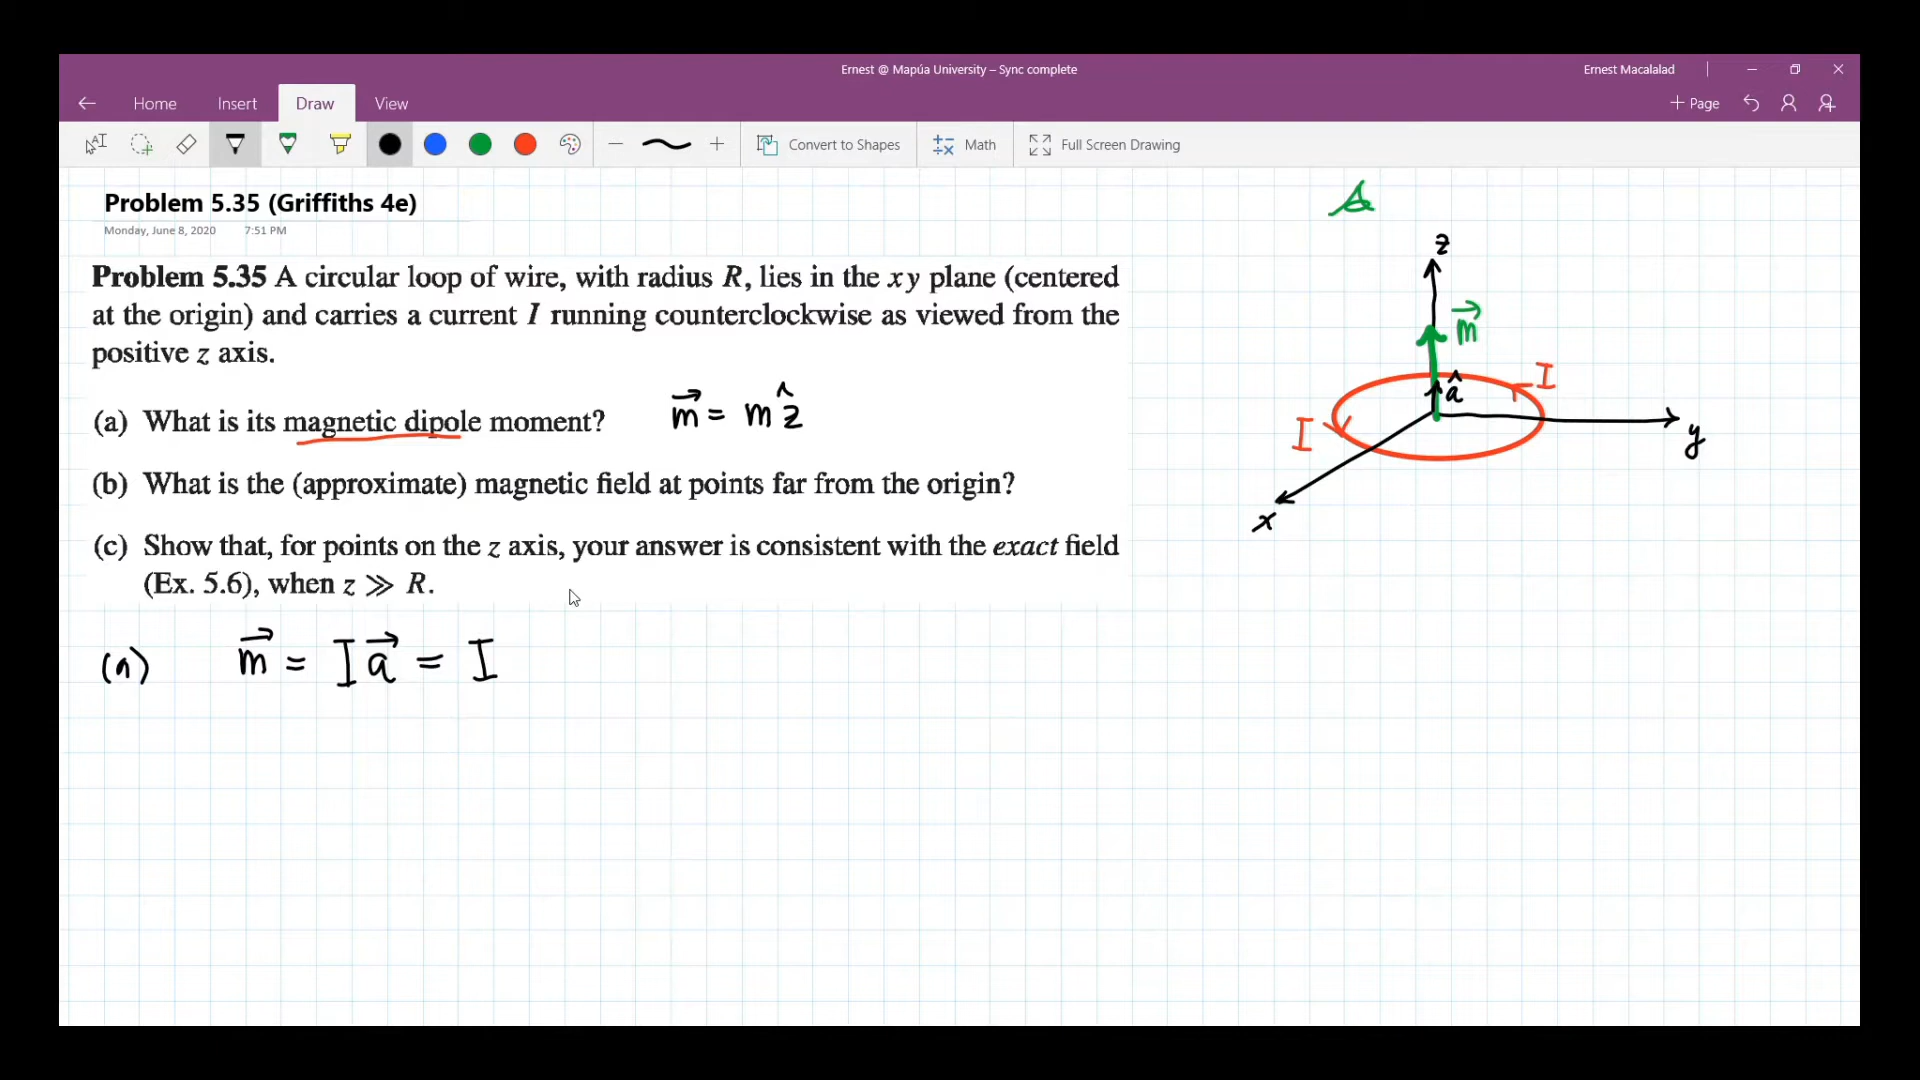 Ernest @ Mapúa University – Sync complete
Ernest Macalalad
Home Insert Draw View
+ Page
Convert to Shapes
Math
Full Screen Drawing
Problem 5.35 (Griffiths 4e)
Monday, June 8, 2020 7:51 PM
Problem 5.35 A circular loop of wire, with radius R, lies in the xy plane (centered
at the origin) and carries a current I running counterclockwise as viewed from the
positive z axis.
(a) What is its magnetic dipole moment?
m⃗ = m ẑ
(b) What is the (approximate) magnetic field at points far from the origin?
(c) Show that, for points on the z axis, your answer is consistent with the exact field
(Ex. 5.6), when z ≫ R.
(a) m⃗ = I a⃗ = I
z
m⃗
â
I
I
y
x